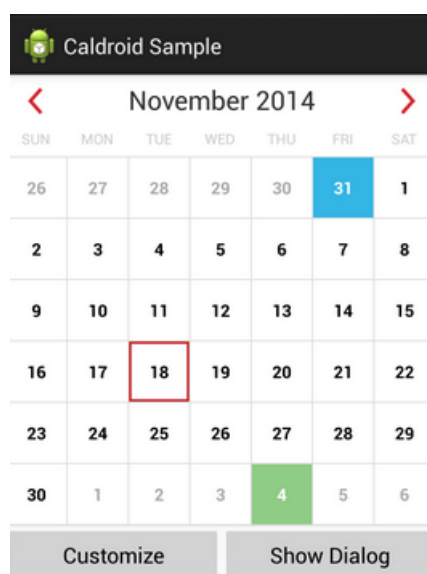 Caldroid Sample
November 2014
SUN MON TUE WED THU FRI SAT
26 27 28 29 30 31 1
2 3 4 5 6 7 8
9 10 11 12 13 14 15
16 17 18 19 20 21 22
23 24 25 26 27 28 29
30 1 2 3 4 5 6
Customize Show Dialog